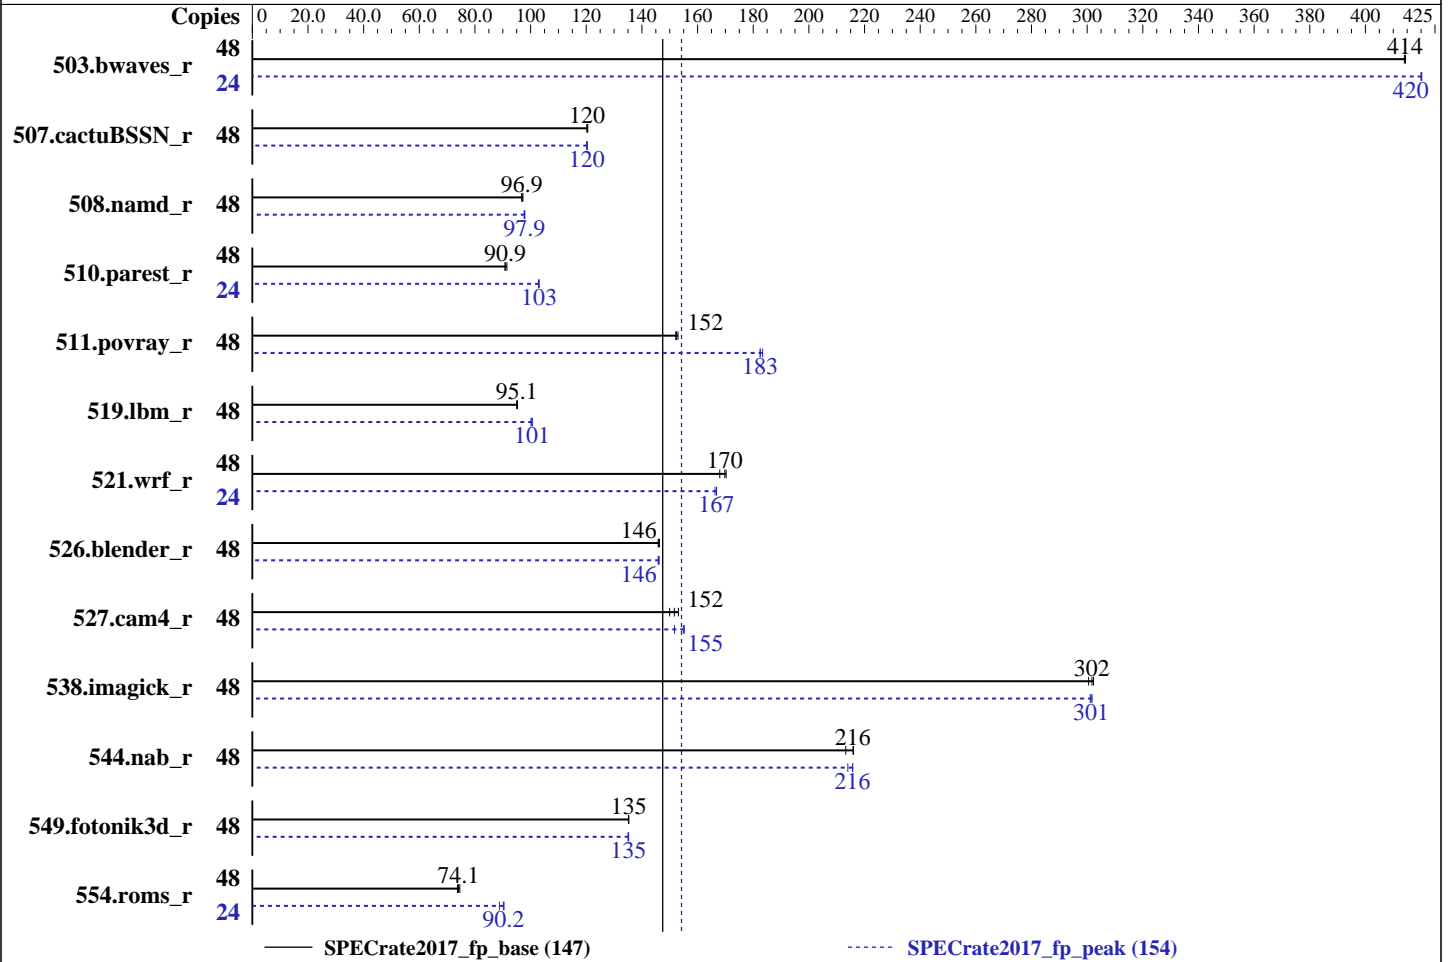 Copies 0 20.0 40.0 60.0 80.0 100 120 140 160 180 200 220 240 260 280 300 320 340 360 380 400 425
503.bwaves_r 48 414
24 420
507.cactuBSSN_r 48 120
120
508.namd_r 48 96.9
97.9
510.parest_r 48 90.9
24 103
511.povray_r 48 152
183
519.lbm_r 48 95.1
101
521.wrf_r 48 170
24 167
526.blender_r 48 146
146
527.cam4_r 48 152
155
538.imagick_r 48 302
301
544.nab_r 48 216
216
549.fotonik3d_r 48 135
135
554.roms_r 48 74.1
24 90.2
SPECrate2017_fp_base (147) SPECrate2017_fp_peak (154)